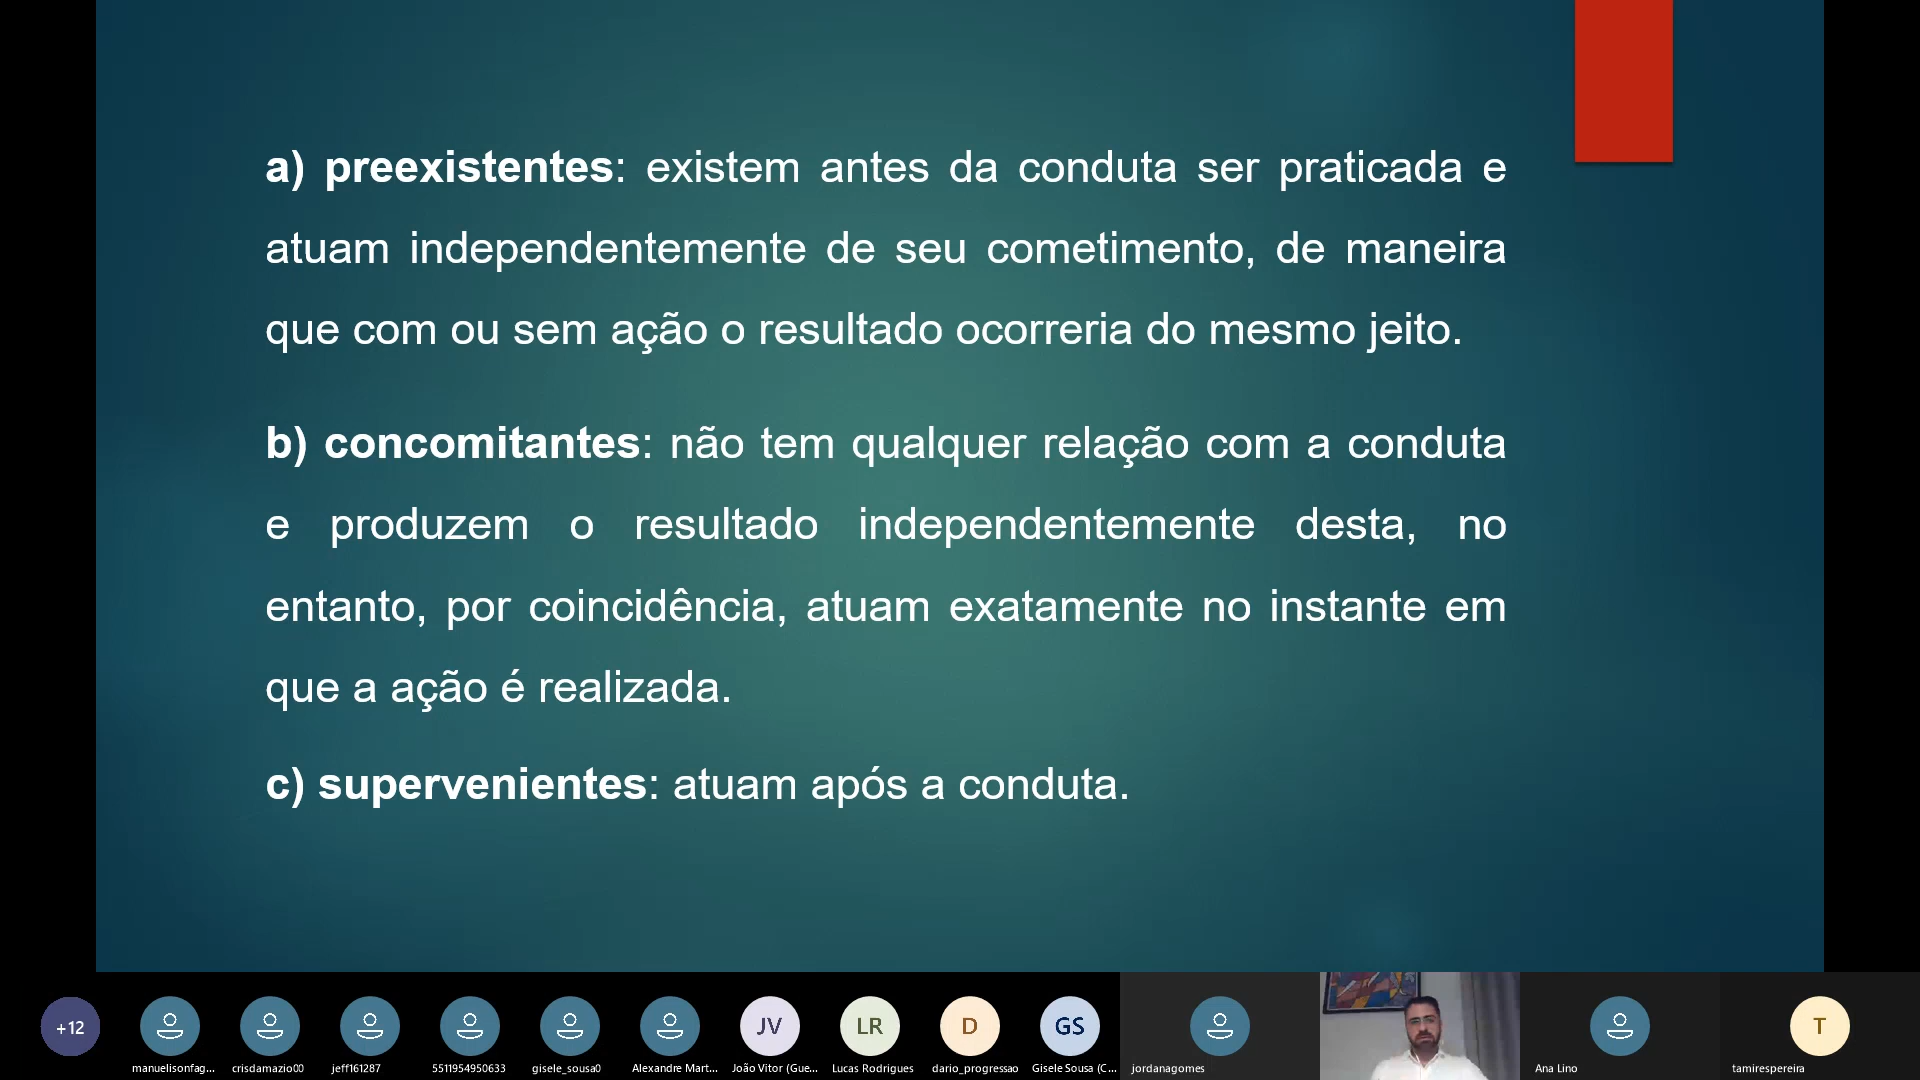 a) preexistentes: existem antes da conduta ser praticada e
atuam independentemente de seu cometimento, de maneira
que com ou sem ação o resultado ocorreria do mesmo jeito.
b) concomitantes: não tem qualquer relação com a conduta
e produzem o resultado independentemente desta, no
entanto, por coincidência, atuam exatamente no instante em
que a ação é realizada.
c) supervenientes: atuam após a conduta.
+12
JV
LR
D
GS
T
manuelisonfag...
crisdamazio00
jeff161287
5511954950633
gisele_sousa0
Alexandre Mart...
João Vitor (Gue...
Lucas Rodrigues
dario_progressao
Gisele Sousa (C...
jordanagomes
Ana Lino
tamirespereira